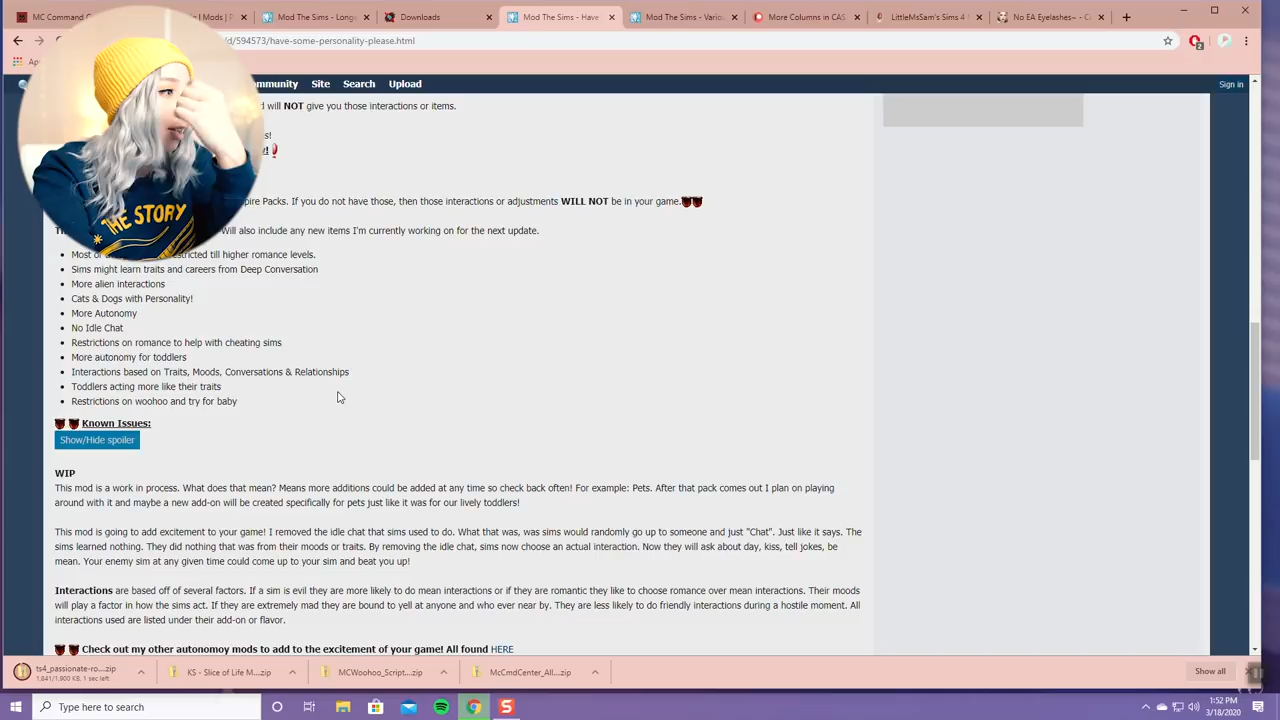 MC Command C
Mods | P
Mod The Sims - Longe
Downloads
Mod The Sims - Have
Mod The Sims - Variou
More Columns in CAS
LittleMsSam's Sims 4 M
No EA Eyelashes~ - C
/d/594573/have-some-personality-please.html
2
App
mmunity
Site
Search
Upload
Sign in
d will NOT give you those interactions or items.
s!
y!
pire Packs. If you do not have those, then those interactions or adjustments WILL NOT be in your game.
Will also include any new items I'm currently working on for the next update.
Most of
restricted till higher romance levels.
Sims might learn traits and careers from Deep Conversation
More alien interactions
Cats & Dogs with Personality!
More Autonomy
No Idle Chat
Restrictions on romance to help with cheating sims
More autonomy for toddlers
Interactions based on Traits, Moods, Conversations & Relationships
Toddlers acting more like their traits
Restrictions on woohoo and try for baby
THE STORY
Known Issues:
Show/Hide spoiler
WIP
This mod is a work in process. What does that mean? Means more additions could be added at any time so check back often! For example: Pets. After that pack comes out I plan on playing
around with it and maybe a new add-on will be created specifically for pets just like it was for our lively toddlers!
This mod is going to add excitement to your game! I removed the idle chat that sims used to do. What that was, was sims would randomly go up to someone and just "Chat". Just like it says. The
sims learned nothing. They did nothing that was from their moods or traits. By removing the idle chat, sims now choose an actual interaction. Now they will ask about day, kiss, tell jokes, be
mean. Your enemy sim at any given time could come up to your sim and beat you up!
Interactions are based off of several factors. If a sim is evil they are more likely to do mean interactions or if they are romantic they like to choose romance over mean interactions. Their moods
will play a factor in how the sims act. If they are extremely mad they are bound to yell at anyone and who ever near by. They are less likely to do friendly interactions during a hostile moment. All
interactions used are listed under their add-on or flavor.
Check out my other autonomoy mods to add to the excitement of your game! All found HERE
ts4_passionate-ro....zip
1,841/1,900 KB, 1 sec left
KS - Slice of Life M....zip
MCWoohoo_Script....zip
McCmdCenter_All....zip
Show all
Type here to search
1:52 PM
3/18/2020